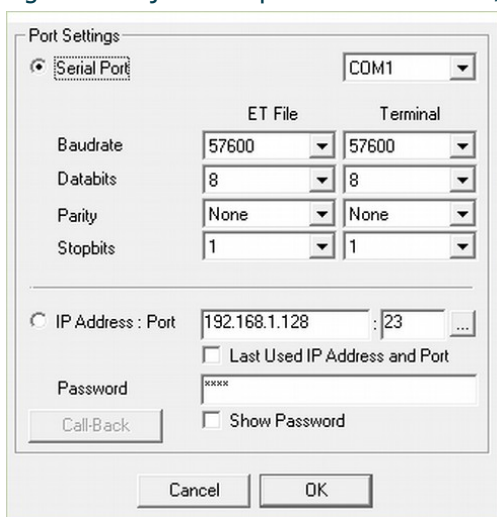 Port Settings
Serial Port COM1
ET File Terminal
Baudrate 57600 57600
Databits 8 8
Parity None None
Stopbits 1 1
IP Address : Port 192.168.1.128 : 23 ...
Last Used IP Address and Port
Password ****
Call-Back Show Password
Cancel OK